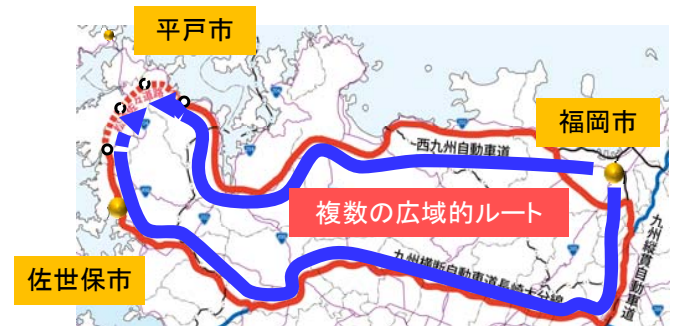 平戸市
福岡市
西九州自動車道
複数の広域的ルート
九州横断自動車道長崎大分線
九州縦貫自動車道
佐世保市